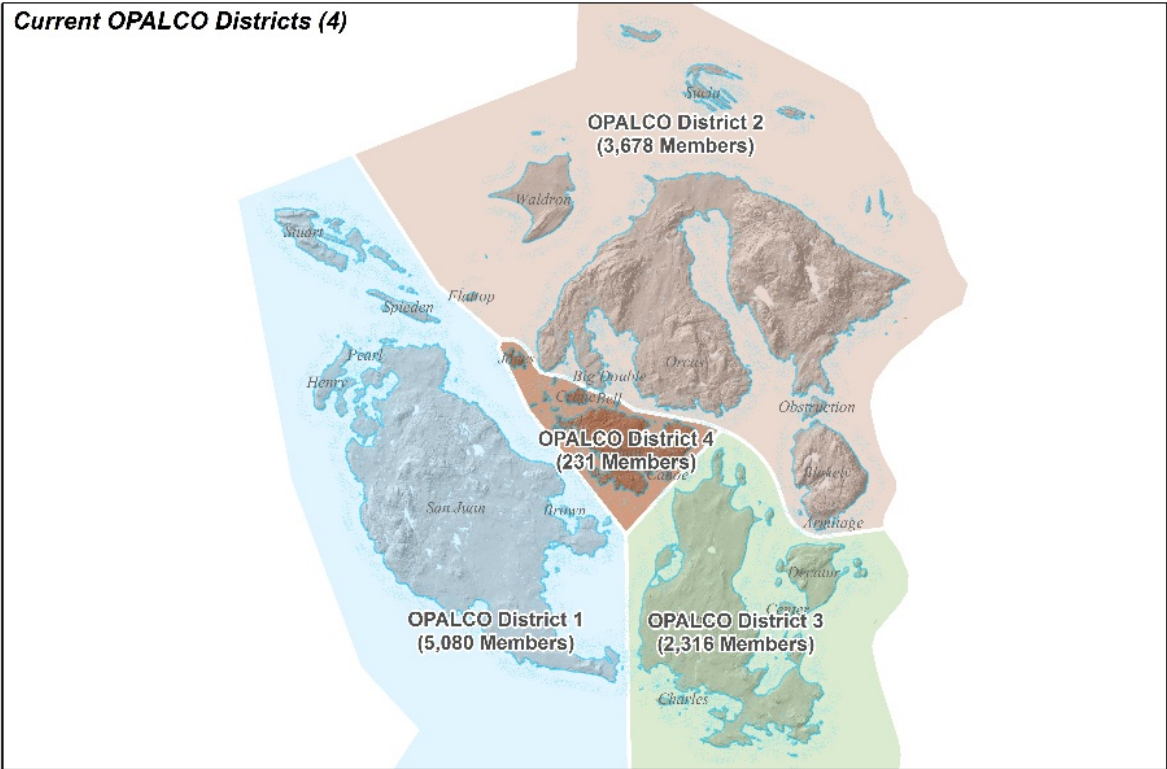 Current OPALCO Districts (4)
Sucia
OPALCO District 2
(3,678 Members)
Waldron
Stuart
Flattop
Spieden
Pearl
Jones
Henry
Big Double
Orcas
Crane
Bell
Obstruction
OPALCO District 4
(231 Members)
Canoe
Blakely
San Juan
Brown
Armitage
Decatur
Center
OPALCO District 1
(5,080 Members)
OPALCO District 3
(2,316 Members)
Charles